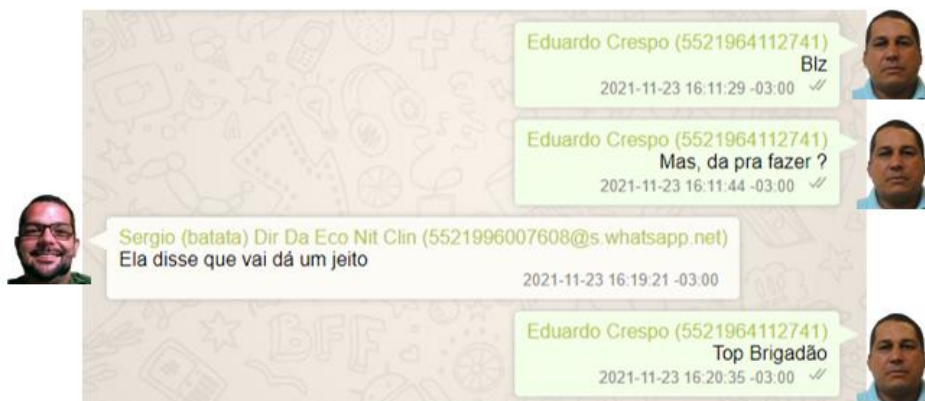 Eduardo Crespo (5521964112741)
Blz
2021-11-23 16:11:29 -03:00
Eduardo Crespo (5521964112741)
Mas, da pra fazer ?
2021-11-23 16:11:44 -03:00
Sergio (batata) Dir Da Eco Nit Clin (5521996007608@s.whatsapp.net)
Ela disse que vai dá um jeito
2021-11-23 16:19:21 -03:00
Eduardo Crespo (5521964112741)
Top Brigadão
2021-11-23 16:20:35 -03:00
BFF